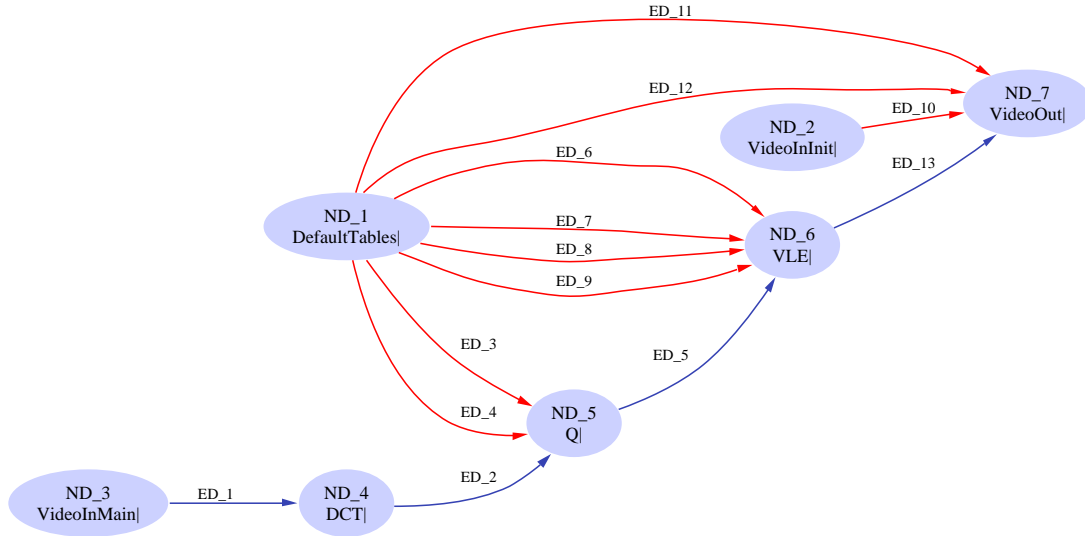 ED_11
ED_12
ND_7
VideoOut|
ED_10
ND_2
VideoInInit|
ED_6
ED_13
ND_1
DefaultTables|
ED_7
ND_6
VLE|
ED_8
ED_9
ED_3
ED_5
ED_4
ND_5
Q|
ED_2
ND_3
VideoInMain|
ED_1
ND_4
DCT|